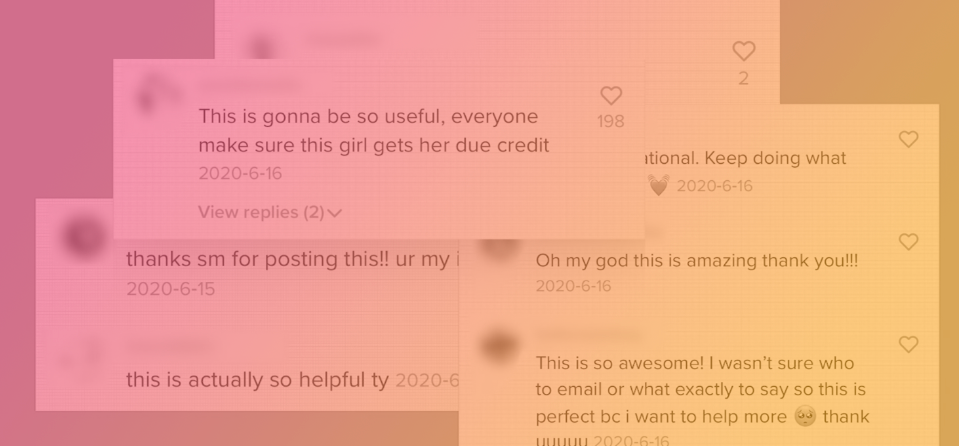 2
This is gonna be so useful, everyone
make sure this girl gets her due credit
2020-6-16
View replies (2)
198
ational. Keep doing what
2020-6-16
thanks sm for posting this!! ur my i
2020-6-15
this is actually so helpful ty 2020-6
Oh my god this is amazing thank you!!!
2020-6-16
This is so awesome! I wasn't sure who
to email or what exactly to say so this is
perfect bc i want to help more 🥺 thank
uuuuu 2020-6-16